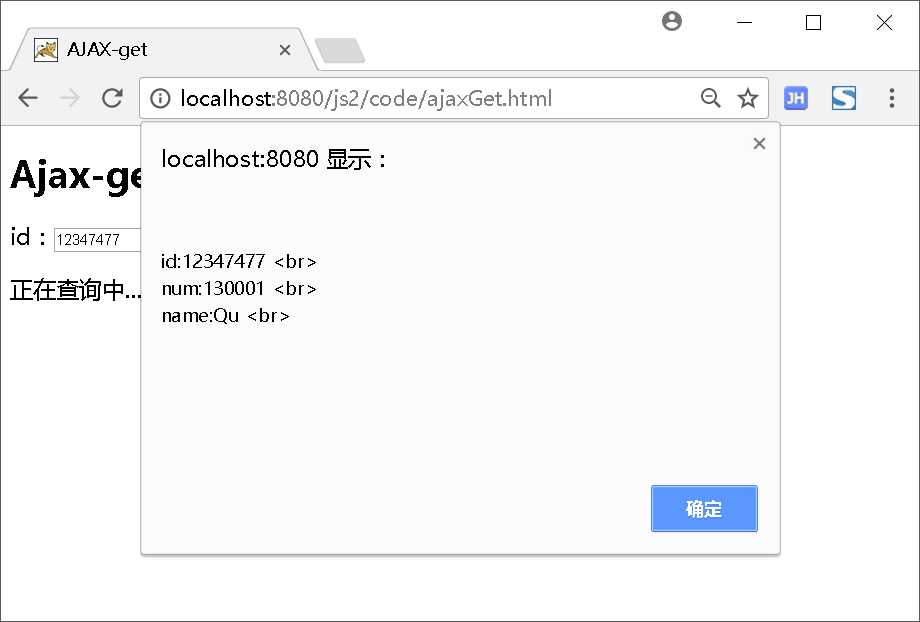 AJAX-get
localhost:8080/js2/code/ajaxGet.html
JH
S
localhost:8080 显示：
Ajax-ge
id：12347477
正在查询中...
id:12347477 <br>
num:130001 <br>
name:Qu <br>
确定